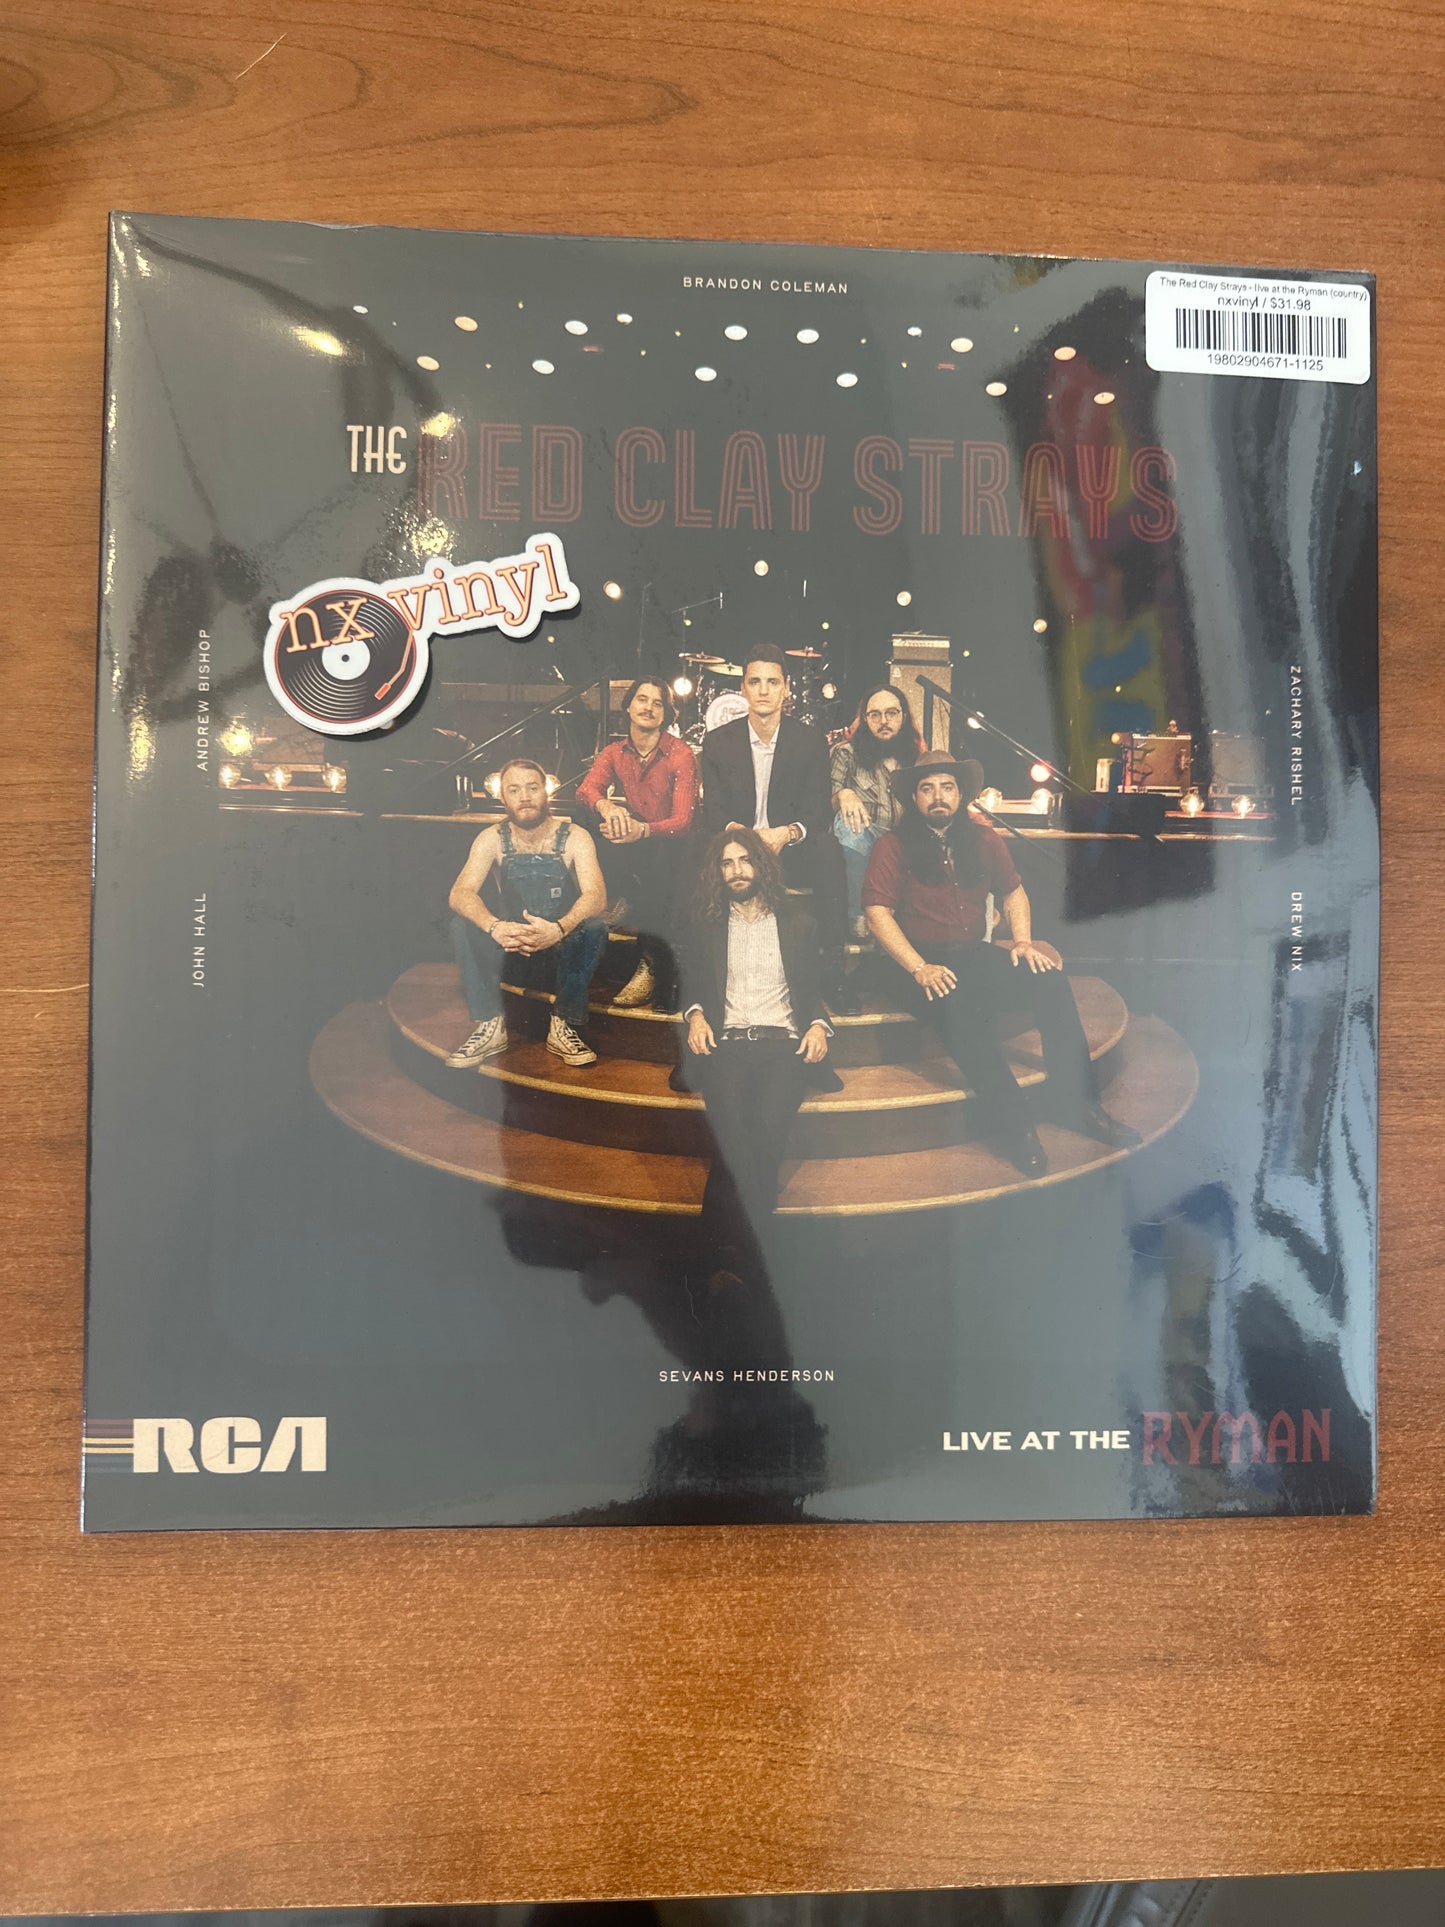 BRANDON COLEMAN
The Red Clay Strays - live at the Ryman (country)
nxvinyl / $31.98
19802904671-1125
THE RED CLAY STRAYS
nx vinyl
ANDREW BISHOP
ZACHARY RISHEL
JOHN HALL
DREW NIX
SEVANS HENDERSON
RCA
LIVE AT THE RYMAN